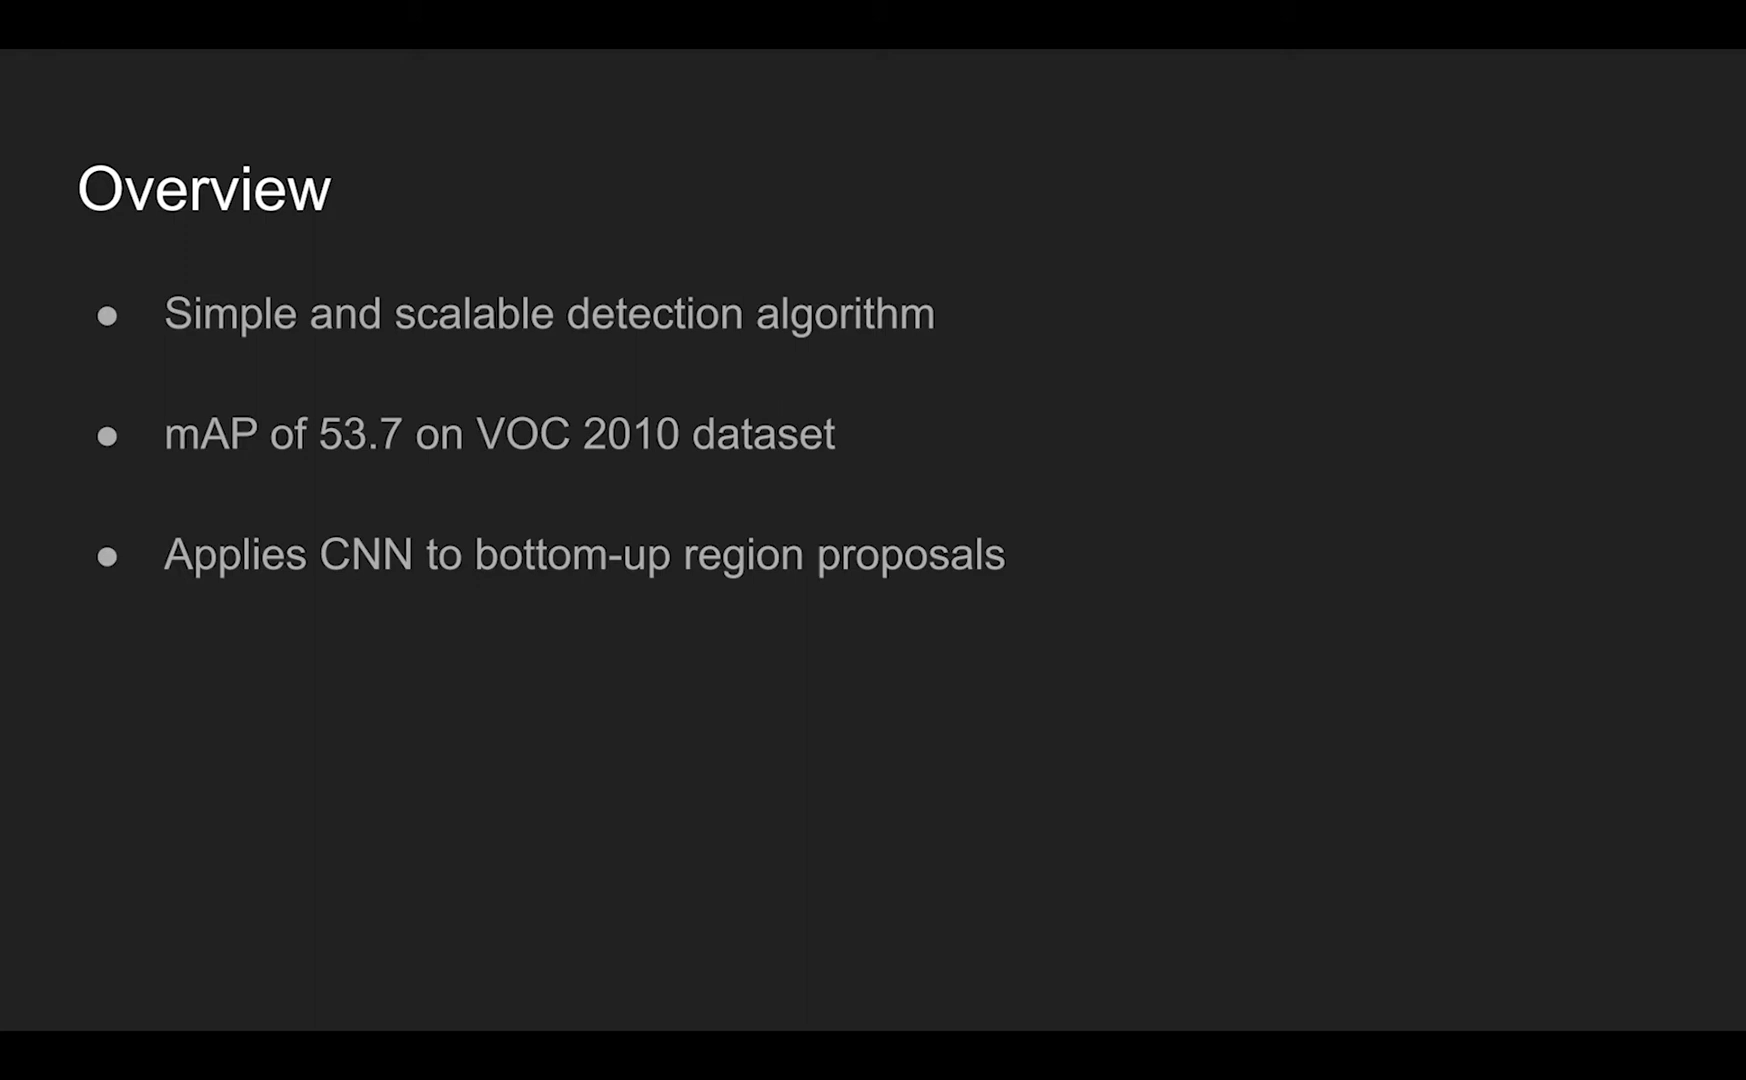 Overview
● Simple and scalable detection algorithm
● mAP of 53.7 on VOC 2010 dataset
● Applies CNN to bottom-up region proposals